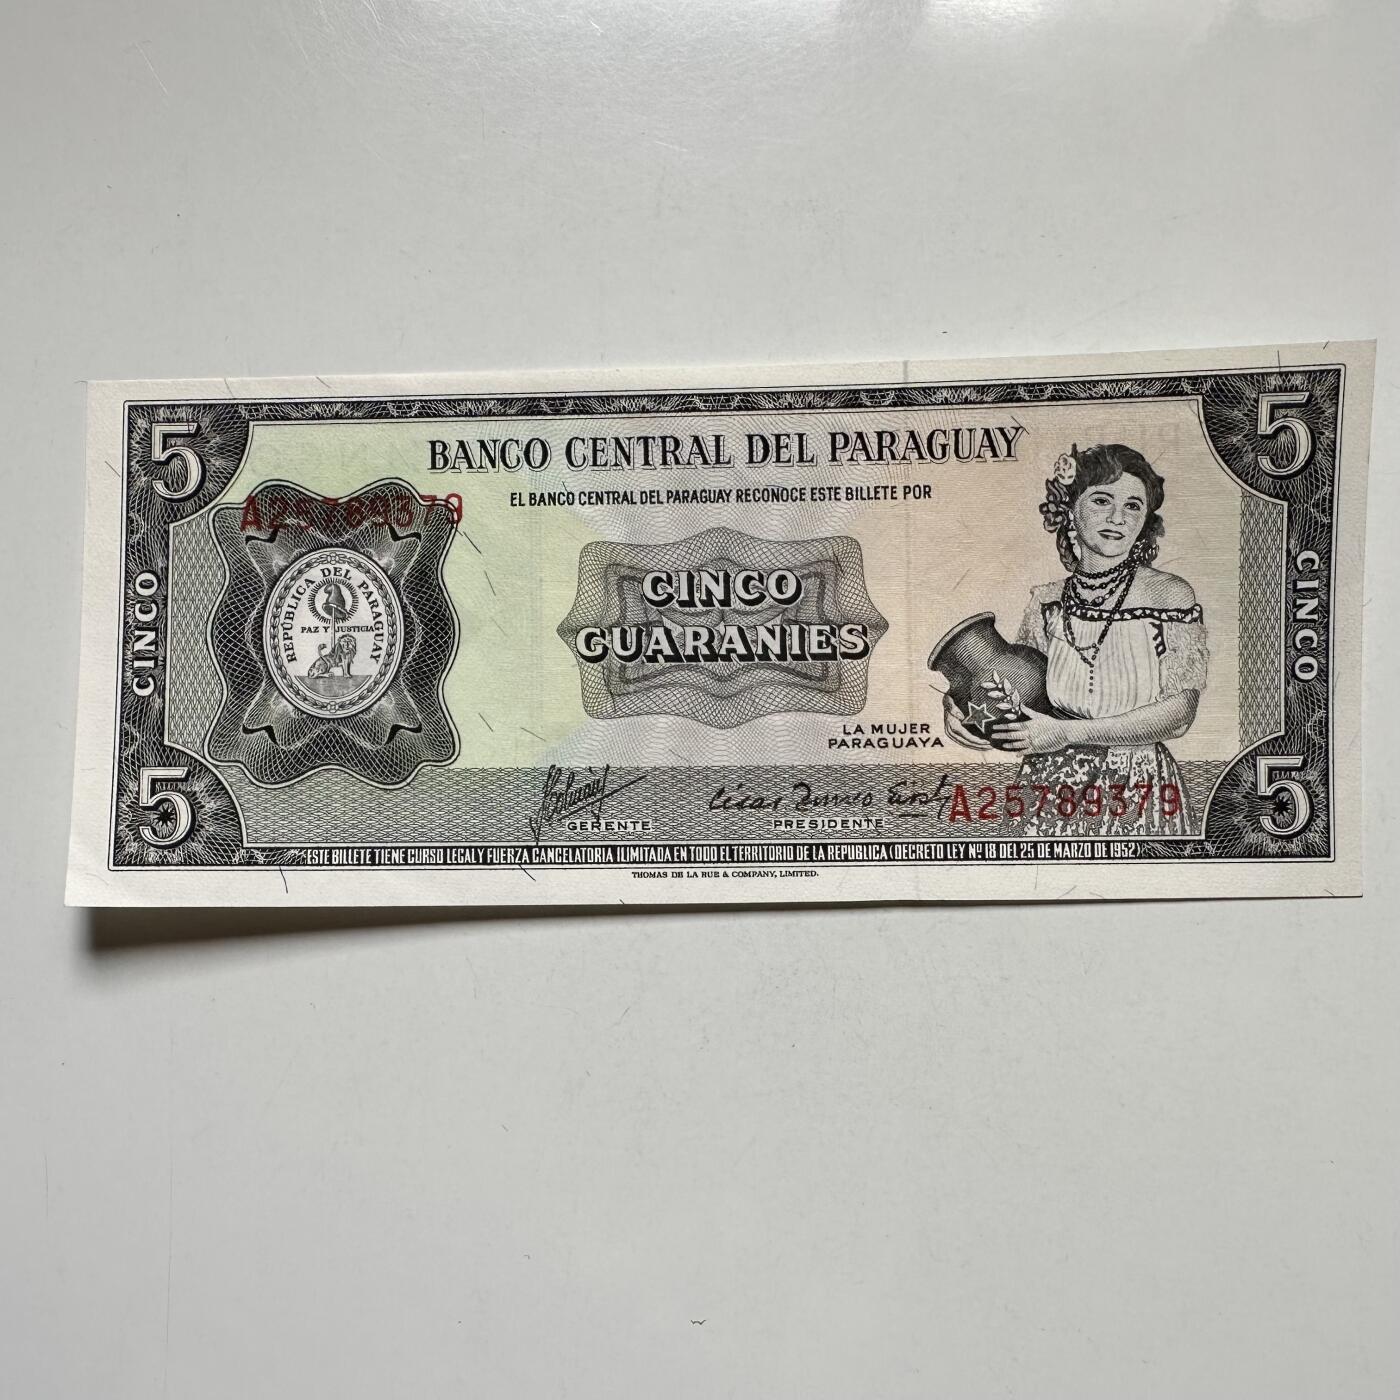 5
5
BANCO CENTRAL DEL PARAGUAY
EL BANCO CENTRAL DEL PARAGUAY RECONOCE ESTE BILLETE POR
A25789379
CINCO
REPÚBLICA DEL PARAGUAY
PAZ Y JUSTICIA
CINCO
GUARANIES
CINCO
LA MUJER
PARAGUAYA
5
GERENTE
PRESIDENTE
A25789379
5
ESTE BILLETE TIENE CURSO LEGAL Y FUERZA CANCELATORIA ILIMITADA EN TODO EL TERRITORIO DE LA REPUBLICA (DECRETO LEY Nº 18 DEL 25 DE MARZO DE 1952)
THOMAS DE LA RUE & COMPANY, LIMITED.